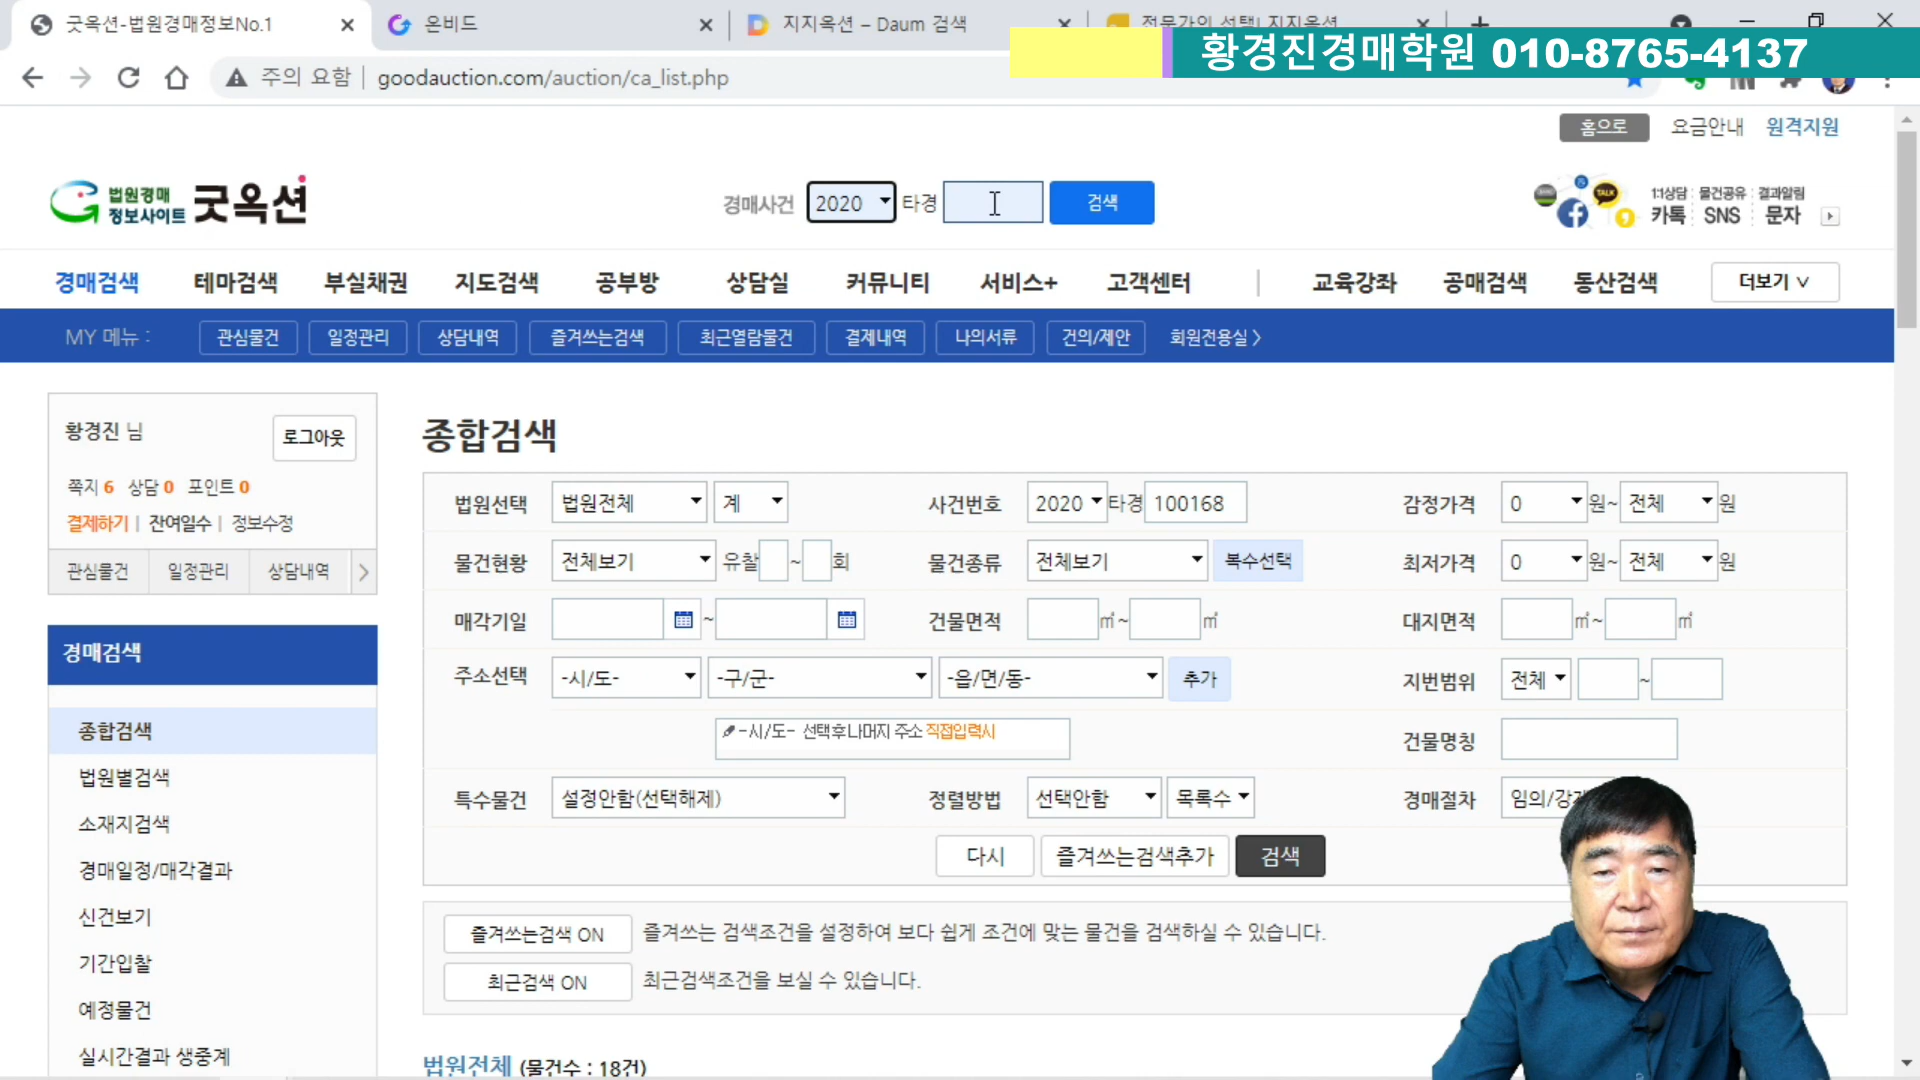 굿옥션-법원경매정보No.1
온비드
지지옥션 – Daum 검색
전문가의 선택! 지지옥션
황경진경매학원 010-8765-4137
주의 요함
goodauction.com/auction/ca_list.php
홈으로 요금안내 원격지원
법원경매
정보사이트 굿옥션
경매사건 2020 타경 검색
TALK
1:1상담 물건공유 결과알림
카톡 SNS 문자
경매검색 테마검색 부실채권 지도검색 공부방 상담실 커뮤니티 서비스+ 고객센터 | 교육강좌 공매검색 동산검색 더보기 ∨
MY 메뉴 : 관심물건 일정관리 상담내역 즐겨쓰는검색 최근열람물건 결제내역 나의서류 건의/제안 회원전용실 >
황경진 님 로그아웃
쪽지 6 상담 0 포인트 0
결제하기 | 잔여일수 | 정보수정
관심물건 일정관리 상담내역 >
경매검색
종합검색
법원별검색
소재지검색
경매일정/매각결과
신건보기
기간입찰
예정물건
실시간결과 생중계
종합검색
법원선택 법원전체 계 사건번호 2020 타경 100168 감정가격 0 원~ 전체 원
물건현황 전체보기 유찰 ~ 회 물건종류 전체보기 복수선택 최저가격 0 원~ 전체 원
매각기일 ~ 건물면적 ㎡~ ㎡ 대지면적 ㎡~ ㎡
주소선택 -시/도- -구/군- -읍/면/동- 추가 지번범위 전체 ~
-시/도- 선택후나머지 주소 직접입력시 건물명칭
특수물건 설정안함(선택해제) 정렬방법 선택안함 목록수 경매절차 임의/강
다시 즐겨쓰는검색추가 검색
즐겨쓰는검색 ON 즐겨쓰는 검색조건을 설정하여 보다 쉽게 조건에 맞는 물건을 검색하실 수 있습니다.
최근검색 ON 최근검색조건을 보실 수 있습니다.
법원전체 (물건수 : 18건)